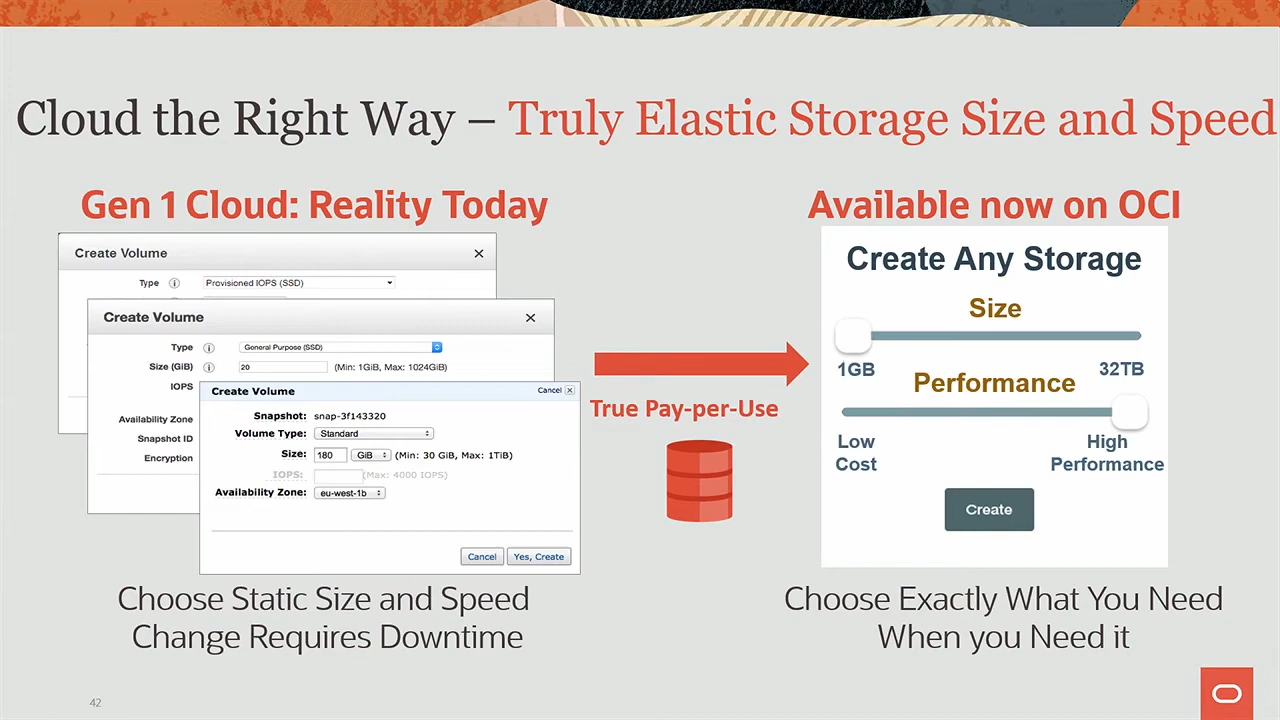 Cloud the Right Way – Truly Elastic Storage Size and Speed
Gen 1 Cloud: Reality Today
Create Volume
Type
Provisioned IOPS (SSD)
Create Volume
Type
General Purpose (SSD)
Size (GiB)
20
(Min: 1GiB, Max: 1024GiB)
IOPS
Availability Zone
Snapshot ID
Encryption
Create Volume
Cancel
Snapshot: snap-3f143320
Volume Type: Standard
Size: 180 GiB (Min: 30 GiB, Max: 1TiB)
IOPS: (Max: 4000 IOPS)
Availability Zone: eu-west-1b
Cancel Yes, Create
Choose Static Size and Speed
Change Requires Downtime
True Pay-per-Use
Available now on OCI
Create Any Storage
Size
1GB 32TB
Performance
Low
Cost
High
Performance
Create
Choose Exactly What You Need
When you Need it
42